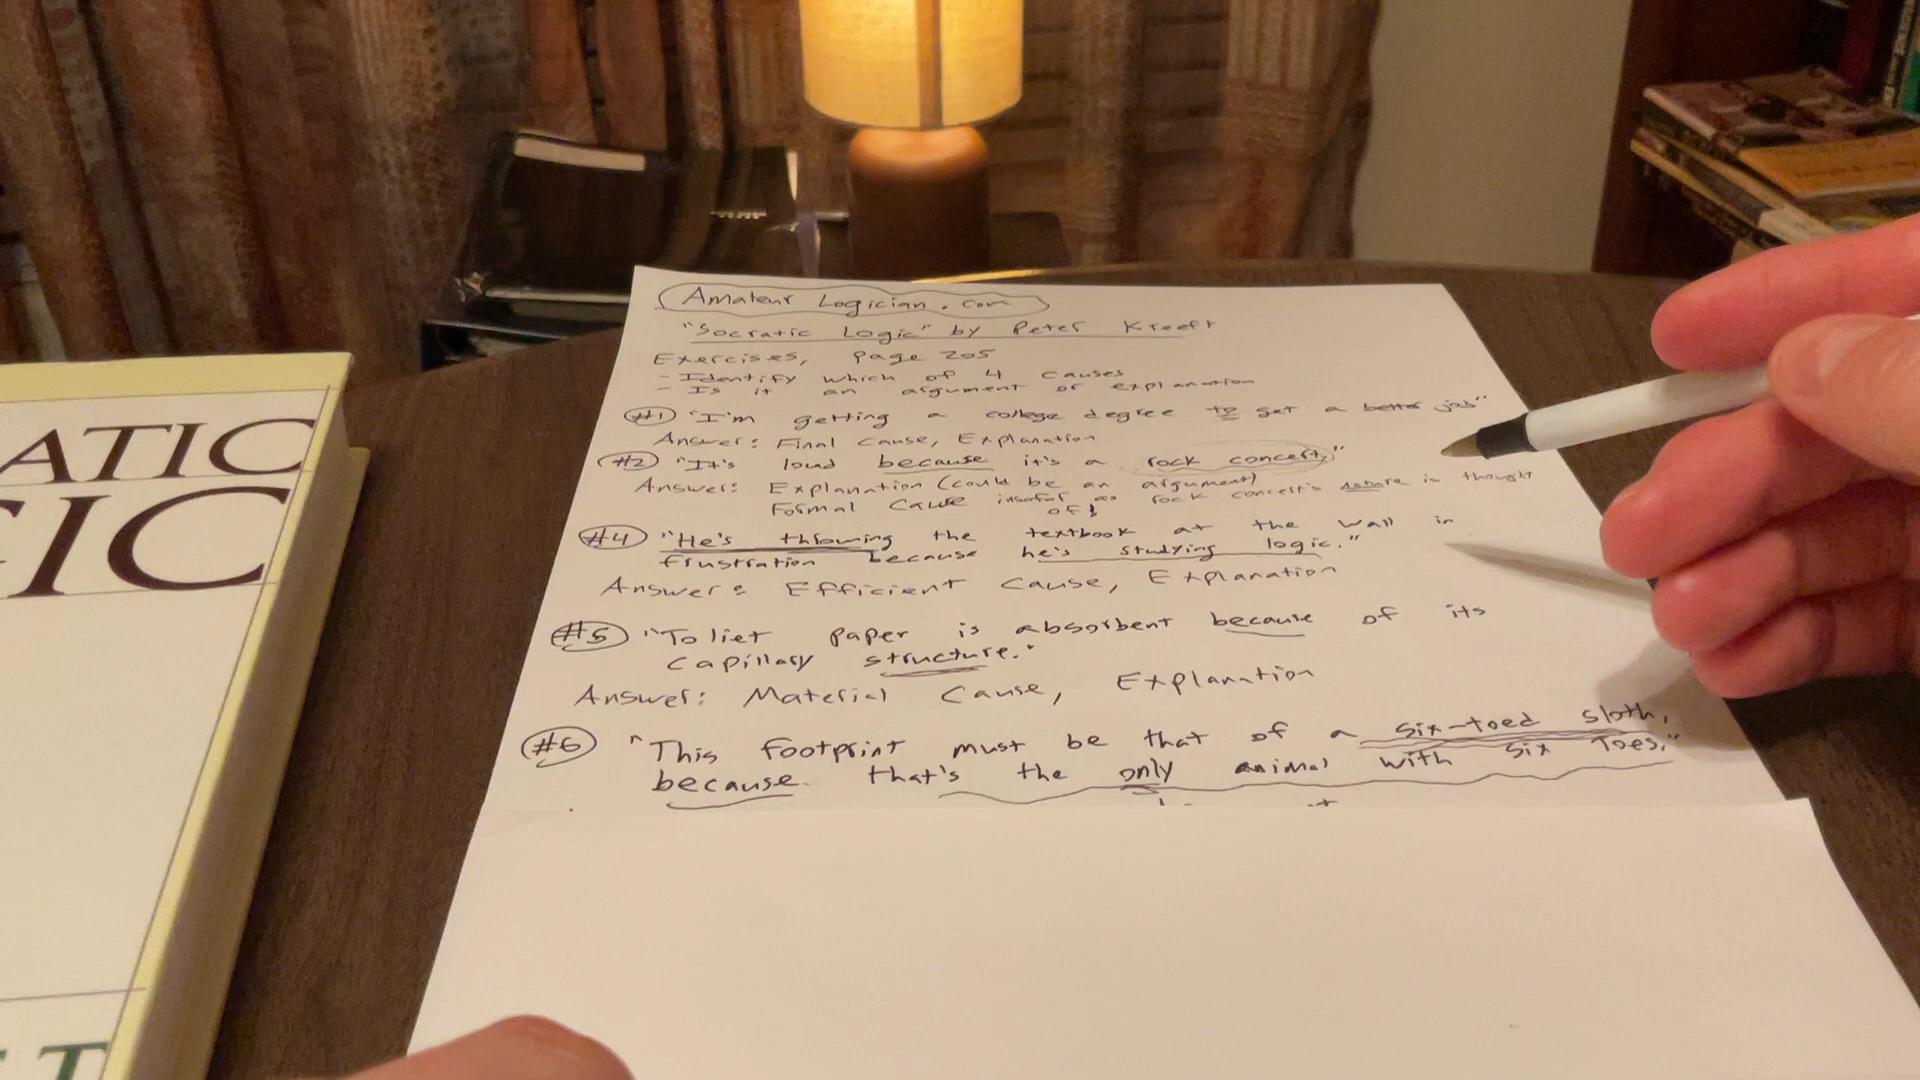 Amateur Logician.com
"Socratic Logic" by Peter Kreeft
Exercises, Page 205
- Identify which of 4 causes
- Is it an argument or explanation
#1 "I'm getting a college degree to get a better job"
Answer: Final Cause, Explanation
#2 "It's loud because it's a rock concert."
Answer: Explanation (could be an argument)
Formal Cause insofar as rock concert's nature is thought
of!
#4 "He's throwing the textbook at the wall in
frustration because he's studying logic."
Answer: Efficient Cause, Explanation
#5 "Toliet paper is absorbent because of its
capillary structure."
Answer: Material Cause, Explanation
#6 "This footprint must be that of a six-toed sloth,
because that's the only animal with six toes."
ATIC
GIC